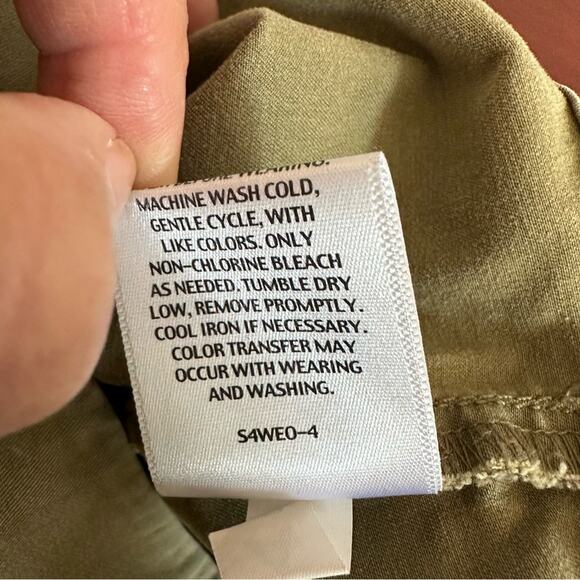 WEARING.
MACHINE WASH COLD,
GENTLE CYCLE, WITH
LIKE COLORS. ONLY
NON-CHLORINE BLEACH
AS NEEDED. TUMBLE DRY
LOW, REMOVE PROMPTLY.
COOL IRON IF NECESSARY.
COLOR TRANSFER MAY
OCCUR WITH WEARING
AND WASHING.
S4WE0-4